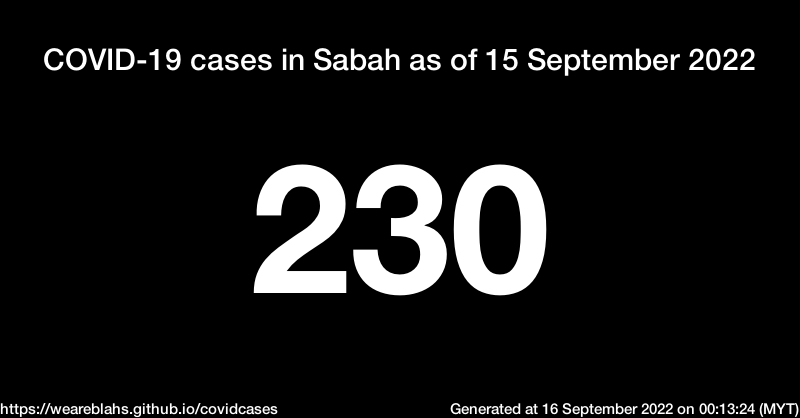 COVID-19 cases in Sabah as of 15 September 2022
230
https://weareblahs.github.io/covidcases
Generated at 16 September 2022 on 00:13:24 (MYT)